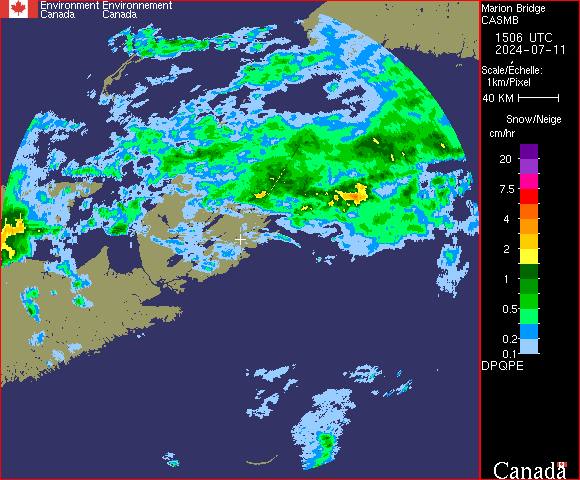 Environment Environnement
Canada Canada
Marion Bridge
CASMB
1506 UTC
2024-07-11
Scale/Echelle:
1km/Pixel
40 KM
Snow/Neige
cm/hr
20
7.5
4
2
1
0.5
0.2
0.1
DPQPE
Canada